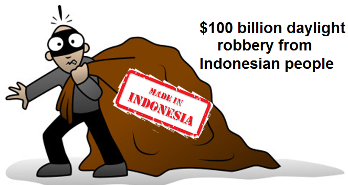 $100 billion daylight
robbery from
Indonesian people
MADE IN
INDONESIA